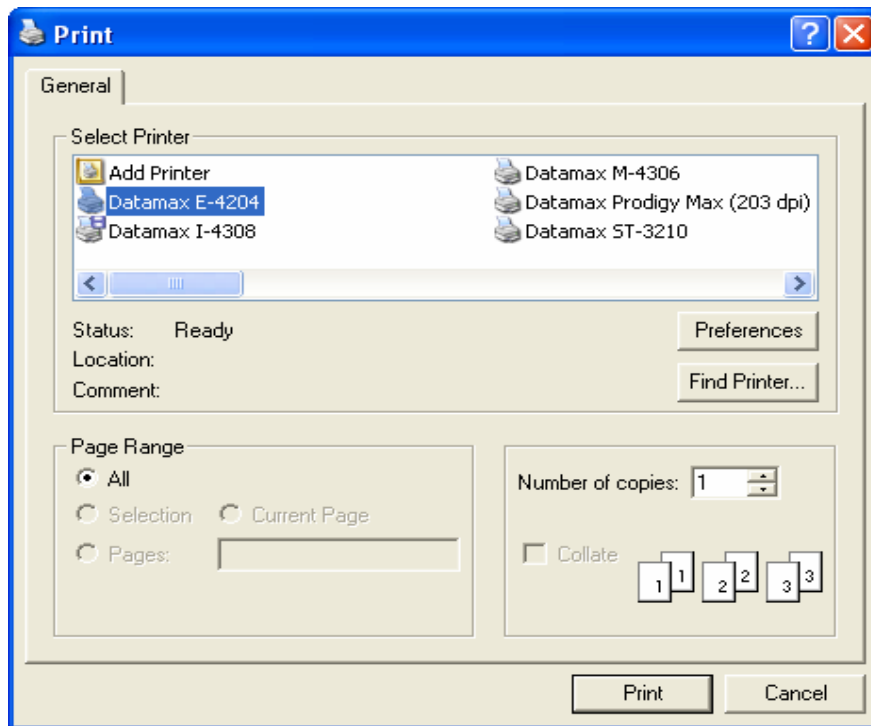 Print
General
Select Printer
Add Printer
Datamax E-4204
Datamax I-4308
Datamax M-4306
Datamax Prodigy Max (203 dpi)
Datamax ST-3210
Status: Ready
Location:
Comment:
Preferences
Find Printer...
Page Range
All
Selection Current Page
Pages:
Number of copies: 1
Collate
1 1 2 2 3 3
Print Cancel